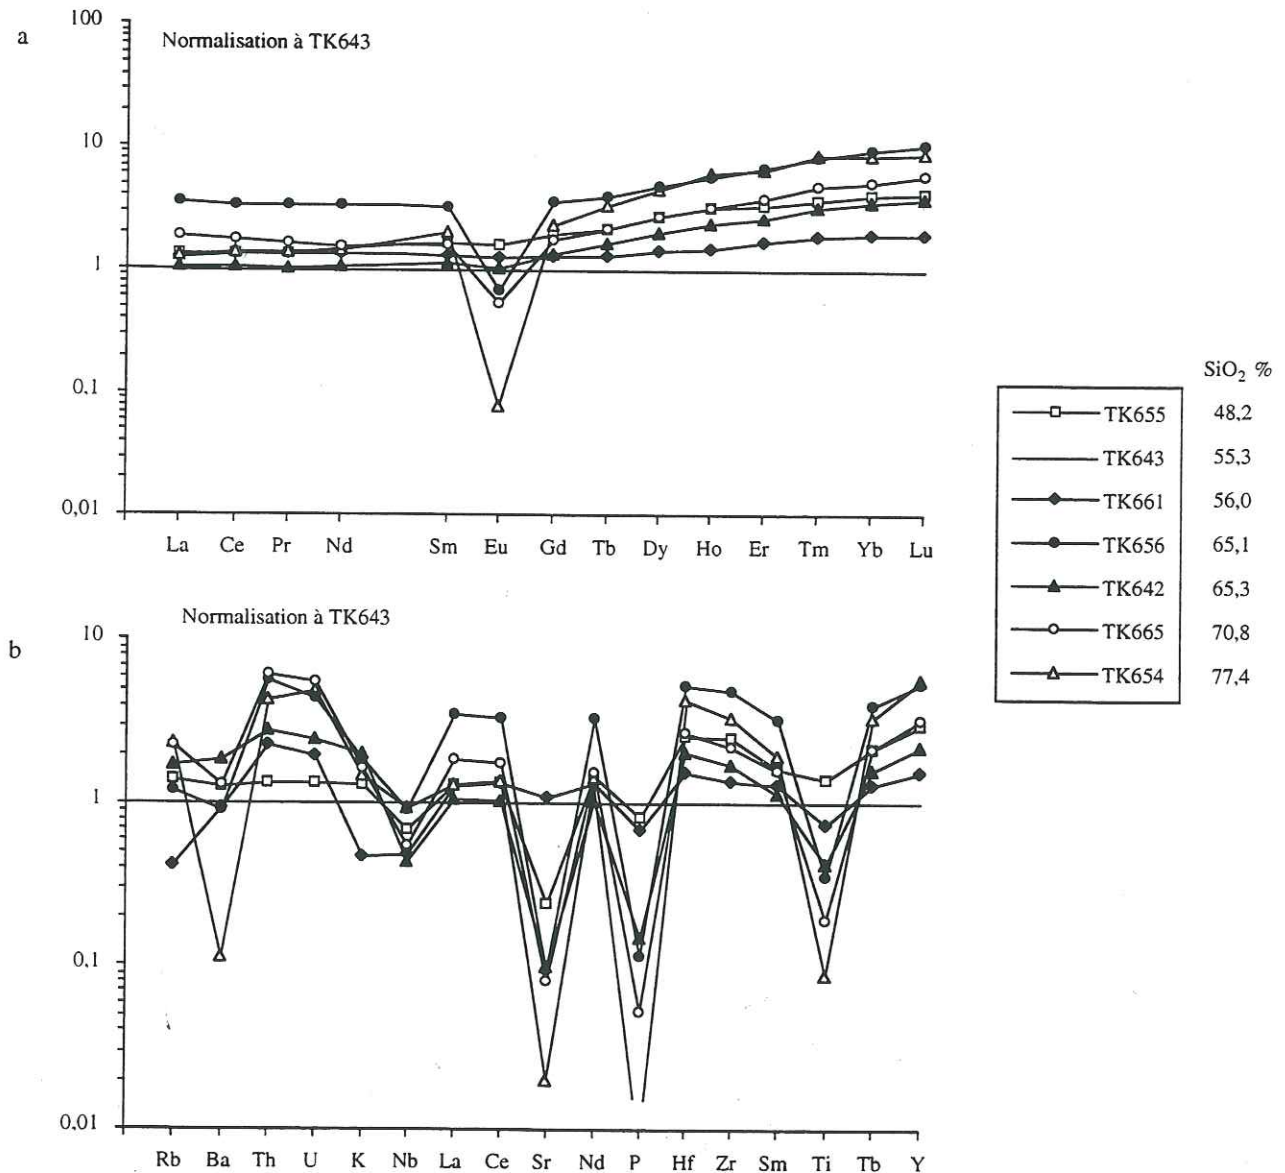 a
Normalisation à TK643
100
10
1
0.1
0,01
La Ce Pr Nd Sm Eu Gd Tb Dy Ho Er Tm Yb Lu
SiO2 %
TK655 48,2
TK643 55,3
TK661 56,0
TK656 65,1
TK642 65,3
TK665 70,8
TK654 77,4
b
Normalisation à TK643
10
1
0.1
0.01
Rb Ba Th U K Nb La Ce Sr Nd P Hf Zr Sm Ti Tb Y